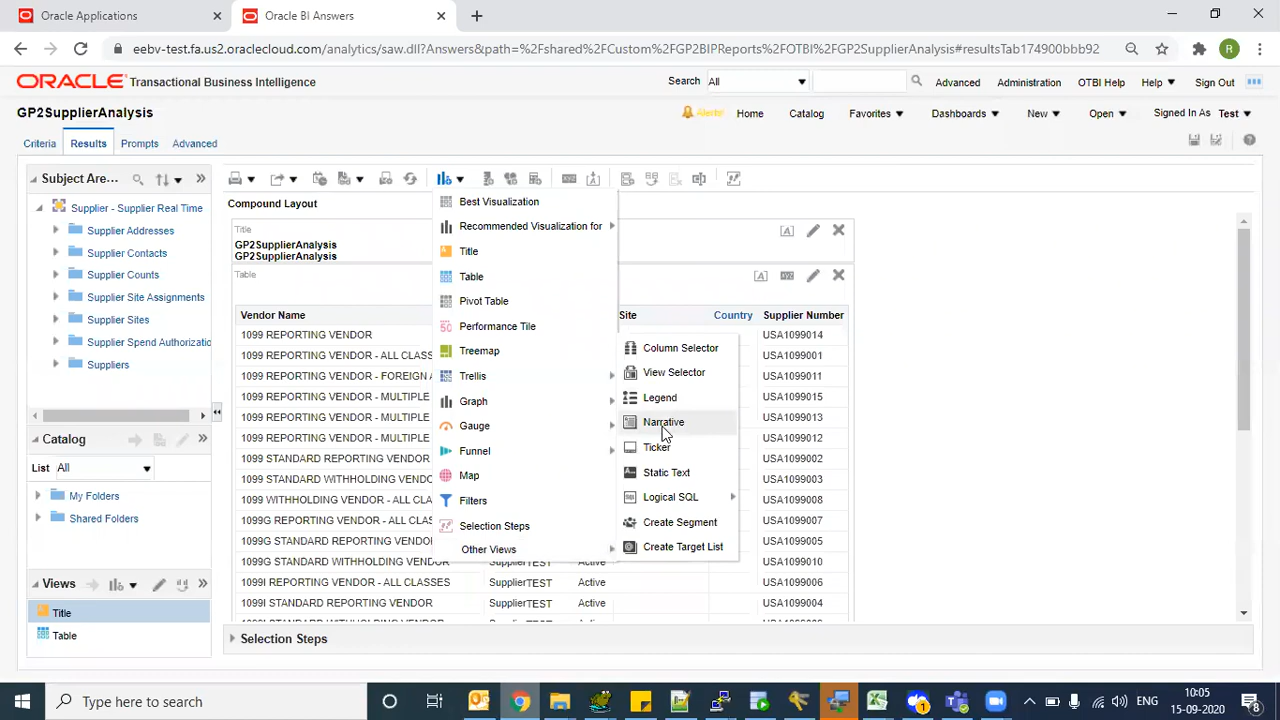 Oracle Applications
Oracle BI Answers
eebv-test.fa.us2.oraclecloud.com/analytics/saw.dll?Answers&path=%2Fshared%2FCustom%2FGP2BIPReports%2FOTBI%2FGP2SupplierAnalysis#resultsTab174900bbb92
R
ORACLE Transactional Business Intelligence
Search All Advanced Administration OTBI Help Help Sign Out
GP2SupplierAnalysis
Alerts! Home Catalog Favorites Dashboards New Open Signed In As Test
Criteria Results Prompts Advanced
Subject Are...
Supplier - Supplier Real Time
Supplier Addresses
Supplier Contacts
Supplier Counts
Supplier Site Assignments
Supplier Sites
Supplier Spend Authorizatio
Suppliers
Catalog
List All
My Folders
Shared Folders
Views
Title
Table
Compound Layout
Title
GP2SupplierAnalysis
GP2SupplierAnalysis
Table
Vendor Name Site Country Supplier Number
1099 REPORTING VENDOR USA1099014
1099 REPORTING VENDOR - ALL CLASS USA1099001
1099 REPORTING VENDOR - FOREIGN A USA1099011
1099 REPORTING VENDOR - MULTIPLE USA1099015
1099 REPORTING VENDOR - MULTIPLE USA1099013
1099 REPORTING VENDOR - MULTIPLE USA1099012
1099 STANDARD REPORTING VENDOR USA1099002
1099 STANDARD WITHHOLDING VENDOR USA1099003
1099 WITHHOLDING VENDOR - ALL CLAS USA1099008
1099G REPORTING VENDOR - ALL CLAS USA1099007
1099G STANDARD REPORTING VENDOR USA1099005
1099G STANDARD WITHHOLDING VENDOR SupplierTEST Active USA1099010
1099I REPORTING VENDOR - ALL CLASSES SupplierTEST Active USA1099006
1099I STANDARD REPORTING VENDOR SupplierTEST Active USA1099004
Best Visualization
Recommended Visualization for
Title
Table
Pivot Table
Performance Tile
Treemap
Trellis
Graph
Gauge
Funnel
Map
Filters
Selection Steps
Other Views
Column Selector
View Selector
Legend
Narrative
Ticker
Static Text
Logical SQL
Create Segment
Create Target List
Selection Steps
Type here to search
ENG
10:05
15-09-2020